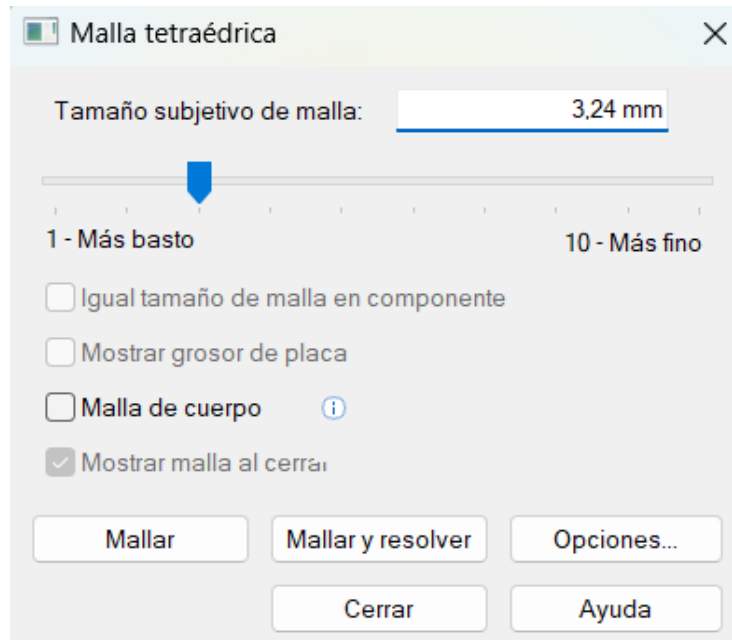 Malla tetraédrica
Tamaño subjetivo de malla: 3,24 mm
1 - Más basto 10 - Más fino
Igual tamaño de malla en componente
Mostrar grosor de placa
Malla de cuerpo
Mostrar malla al cerrar
Mallar Mallar y resolver Opciones...
Cerrar Ayuda